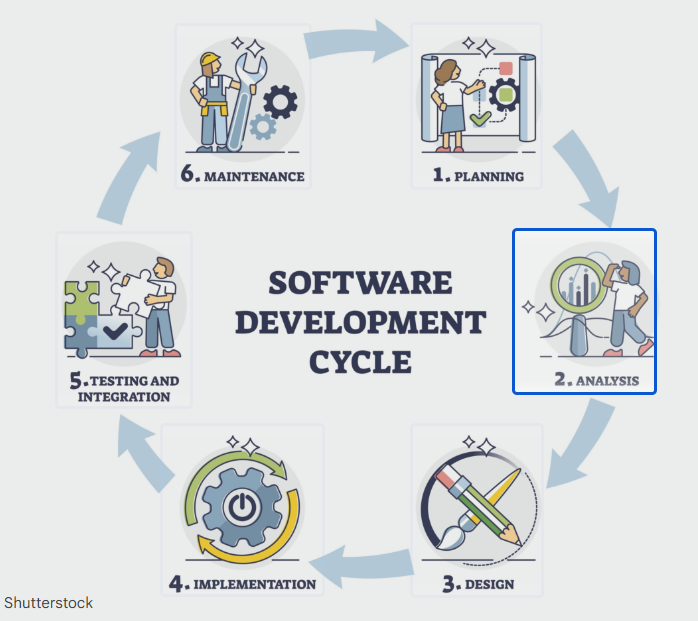 SOFTWARE
DEVELOPMENT
CYCLE
1. PLANNING
2. ANALYSIS
3. DESIGN
4. IMPLEMENTATION
5. TESTING AND
INTEGRATION
6. MAINTENANCE
Shutterstock